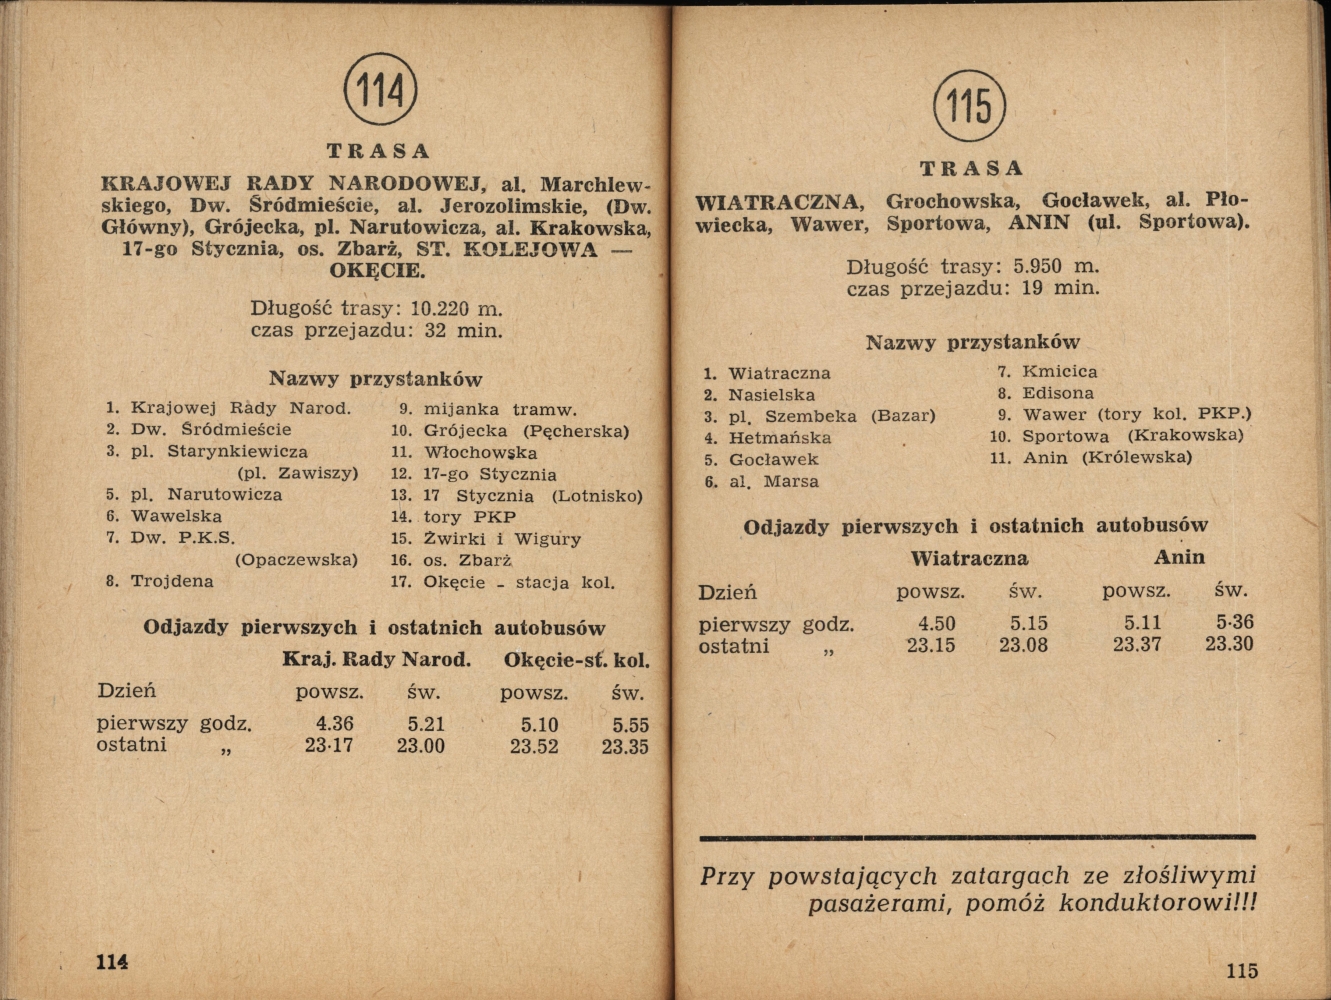 114
TRASA
KRAJOWEJ RADY NARODOWEJ, al. Marchlew-
skiego, Dw. Śródmieście, al. Jerozolimskie, (Dw.
Główny), Grójecka, pl. Narutowicza, al. Krakowska,
17-go Stycznia, os. Zbarż, ST. KOLEJOWA —
OKĘCIE.
Długość trasy: 10.220 m.
czas przejazdu: 32 min.
Nazwy przystanków
1. Krajowej Rady Narod.
2. Dw. Śródmieście
3. pl. Starynkiewicza
(pl. Zawiszy)
5. pl. Narutowicza
6. Wawelska
7. Dw. P.K.S.
(Opaczewska)
8. Trojdena
9. mijanka tramw.
10. Grójecka (Pęcherska)
11. Włochowska
12. 17-go Stycznia
13. 17 Stycznia (Lotnisko)
14. tory PKP
15. Żwirki i Wigury
16. os. Zbarż
17. Okęcie - stacja kol.
Odjazdy pierwszych i ostatnich autobusów
Kraj. Rady Narod. Okęcie-st. kol.
Dzień powsz. św. powsz. św.
pierwszy godz. 4.36 5.21 5.10 5.55
ostatni „ 23·17 23.00 23.52 23.35
114
115
TRASA
WIATRACZNA, Grochowska, Gocławek, al. Pło-
wiecka, Wawer, Sportowa, ANIN (ul. Sportowa).
Długość trasy: 5.950 m.
czas przejazdu: 19 min.
Nazwy przystanków
1. Wiatraczna
2. Nasielska
3. pl. Szembeka (Bazar)
4. Hetmańska
5. Gocławek
6. al. Marsa
7. Kmicica
8. Edisona
9. Wawer (tory kol. PKP.)
10. Sportowa (Krakowska)
11. Anin (Królewska)
Odjazdy pierwszych i ostatnich autobusów
Wiatraczna Anin
Dzień powsz. św. powsz. św.
pierwszy godz. 4.50 5.15 5.11 5·36
ostatni „ 23.15 23.08 23.37 23.30
Przy powstających zatargach ze złośliwymi
pasażerami, pomóż konduktorowi!!!
115